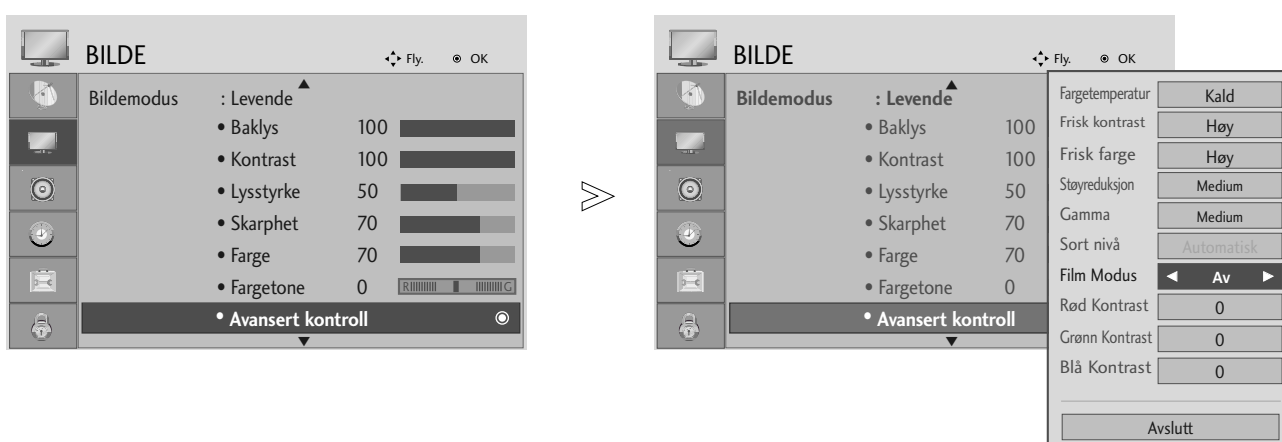 BILDE Fly. OK
Bildemodus : Levende
• Baklys 100
• Kontrast 100
• Lysstyrke 50
• Skarphet 70
• Farge 70
• Fargetone 0 R G
• Avansert kontroll
BILDE Fly. OK
Bildemodus : Levende
• Baklys 100
• Kontrast 100
• Lysstyrke 50
• Skarphet 70
• Farge 70
• Fargetone 0
• Avansert kontroll
Fargetemperatur Kald
Frisk kontrast Høy
Frisk farge Høy
Støyreduksjon Medium
Gamma Medium
Sort nivå Automatisk
Film Modus ◄ Av ►
Rød Kontrast 0
Grønn Kontrast 0
Blå Kontrast 0
Avslutt